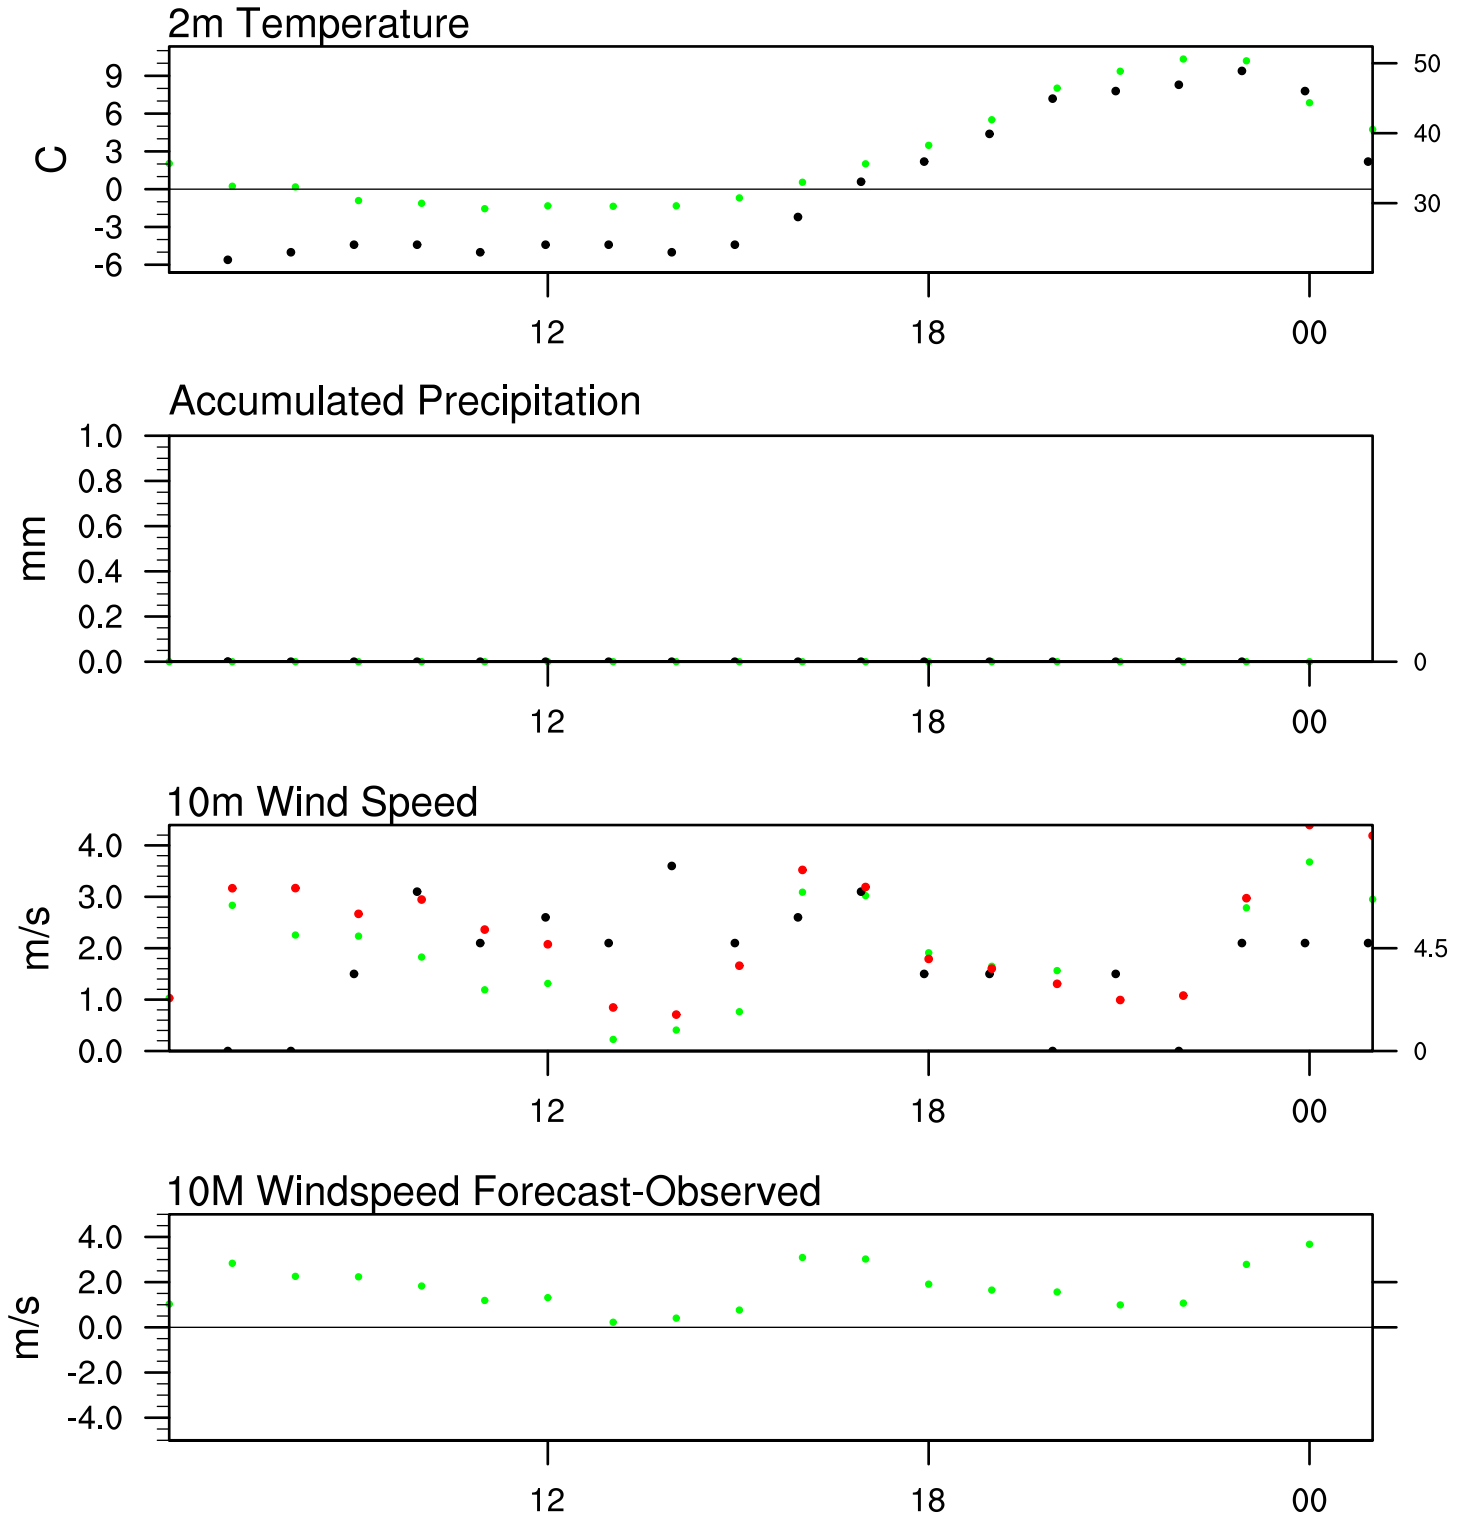 2m Temperature
9
6
3
0
-3
-6
C
50
40
30
12 18 00
Accumulated Precipitation
1.0
0.8
0.6
0.4
0.2
0.0
mm
0
12 18 00
10m Wind Speed
4.0
3.0
2.0
1.0
0.0
m/s
4.5
0
12 18 00
10M Windspeed Forecast-Observed
4.0
2.0
0.0
-2.0
-4.0
m/s
12 18 00